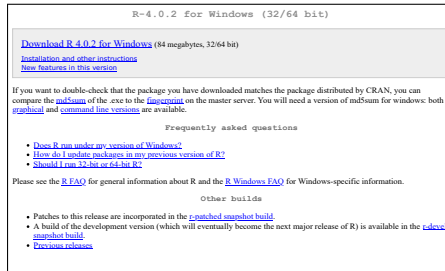 R-4.0.2 for Windows (32/64 bit)
Download R 4.0.2 for Windows (84 megabytes, 32/64 bit)
Installation and other instructions
New features in this version
If you want to double-check that the package you have downloaded matches the package distributed by CRAN, you can
compare the md5sum of the .exe to the fingerprint on the master server. You will need a version of md5sum for windows: both
graphical and command line versions are available.
Frequently asked questions
• Does R run under my version of Windows?
• How do I update packages in my previous version of R?
• Should I run 32-bit or 64-bit R?
Please see the R FAQ for general information about R and the R Windows FAQ for Windows-specific information.
Other builds
• Patches to this release are incorporated in the r-patched snapshot build.
• A build of the development version (which will eventually become the next major release of R) is available in the r-devel
snapshot build.
• Previous releases